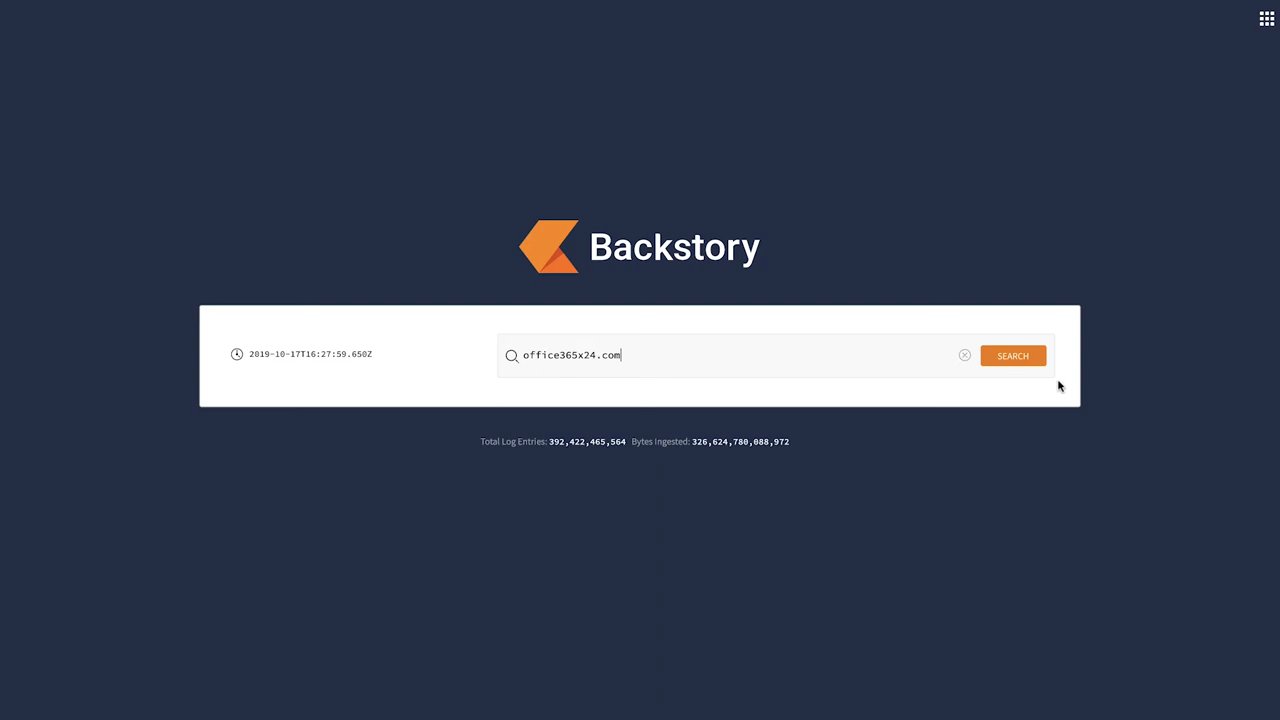 Backstory
2019-10-17T16:27:59.650Z
office365x24.com
SEARCH
Total Log Entries: 392,422,465,564 Bytes Ingested: 326,624,780,088,972